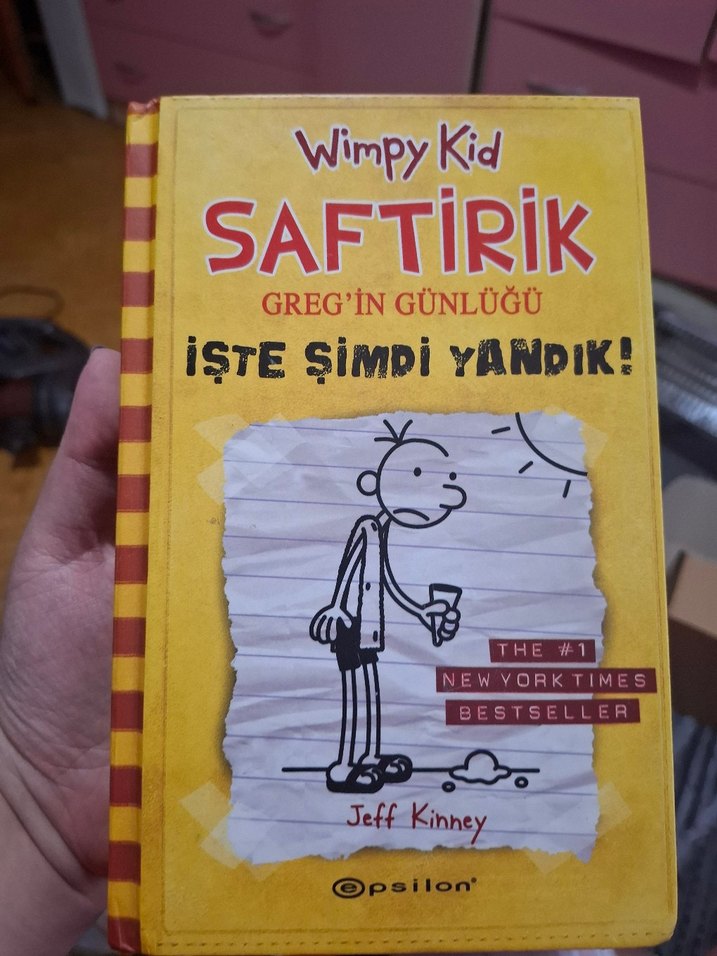 Wimpy Kid
SAFTİRİK
GREG'İN GÜNLÜĞÜ
İŞTE ŞİMDİ YANDIK!
THE #1
NEW YORK TIMES
BESTSELLER
Jeff Kinney
epsilon®